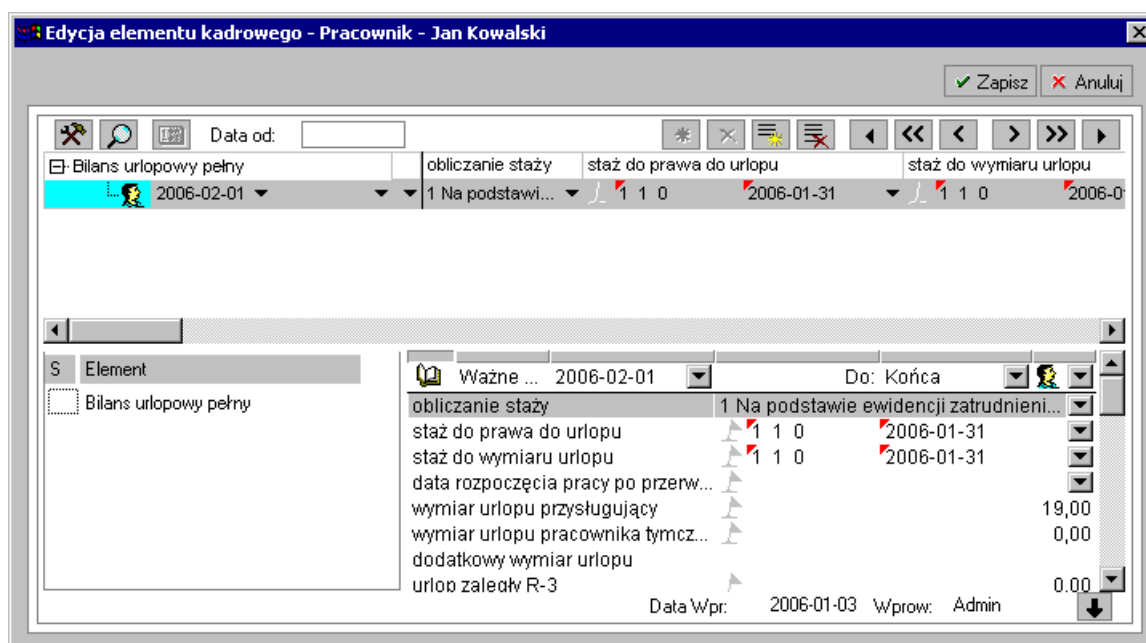 Edycja elementu kadrowego - Pracownik - Jan Kowalski
Zapisz Anuluj
Data od:
Bilans urlopowy pełny obliczanie staży staż do prawa do urlopu staż do wymiaru urlopu
2006-02-01 1 Na podstawi... 1 1 0 2006-01-31 1 1 0 2006-0
S Element
Bilans urlopowy pełny
Ważne ... 2006-02-01 Do: Końca
obliczanie staży 1 Na podstawie ewidencji zatrudnieni...
staż do prawa do urlopu 1 1 0 2006-01-31
staż do wymiaru urlopu 1 1 0 2006-01-31
data rozpoczęcia pracy po przerw...
wymiar urlopu przysługujący 19,00
wymiar urlopu pracownika tymcz... 0,00
dodatkowy wymiar urlopu
urlop zaległy R-3 0.00
Data Wpr: 2006-01-03 Wprow: Admin